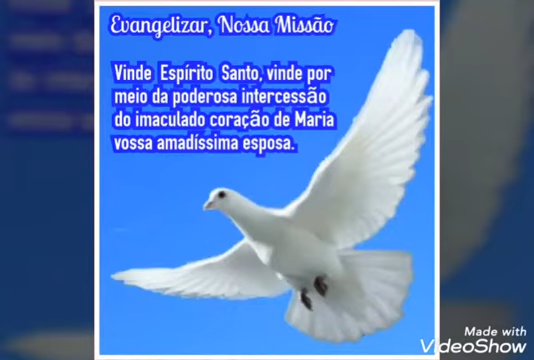 Evangelizar, Nossa Missão
Vinde Espírito Santo, vinde por
meio da poderosa intercessão
do imaculado coração de Maria
vossa amadíssima esposa.
Made with
VideoShow